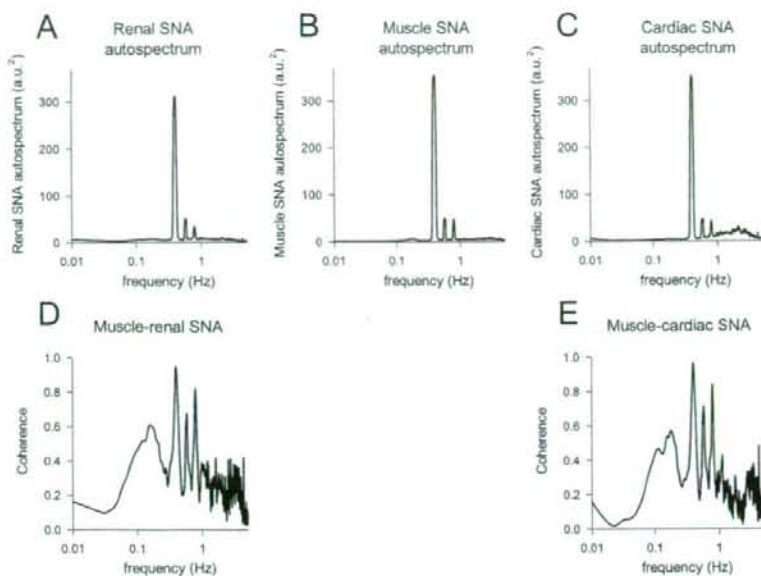 A
Renal SNA
autospectrum
Renal SNA autospectrum (a.u.²)
300
200
100
0
0.01
0.1
1
frequency (Hz)
B
Muscle SNA
autospectrum
Muscle SNA autospectrum (a.u.²)
300
200
100
0
0.01
0.1
1
frequency (Hz)
C
Cardiac SNA
autospectrum
Cardiac SNA autospectrum (a.u.²)
300
200
100
0
0.01
0.1
1
frequency (Hz)
D
Muscle-renal SNA
Coherence
1.0
0.8
0.6
0.4
0.2
0.0
0.01
0.1
1
frequency (Hz)
E
Muscle-cardiac SNA
Coherence
1.0
0.8
0.6
0.4
0.2
0.0
0.01
0.1
1
frequency (Hz)